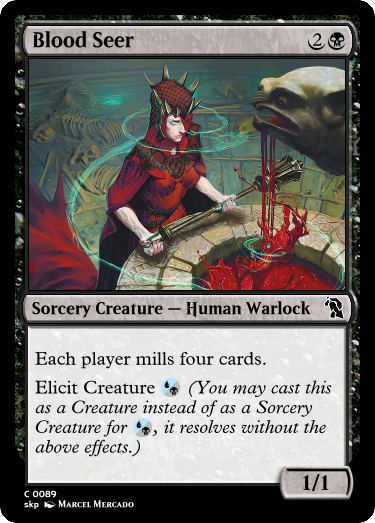 Blood Seer 2
Sorcery Creature — Human Warlock
Each player mills four cards.
Elicit Creature (You may cast this
as a Creature instead of as a Sorcery
Creature for , it resolves without the
above effects.)
1/1
C 0089
skp Marcel Mercado